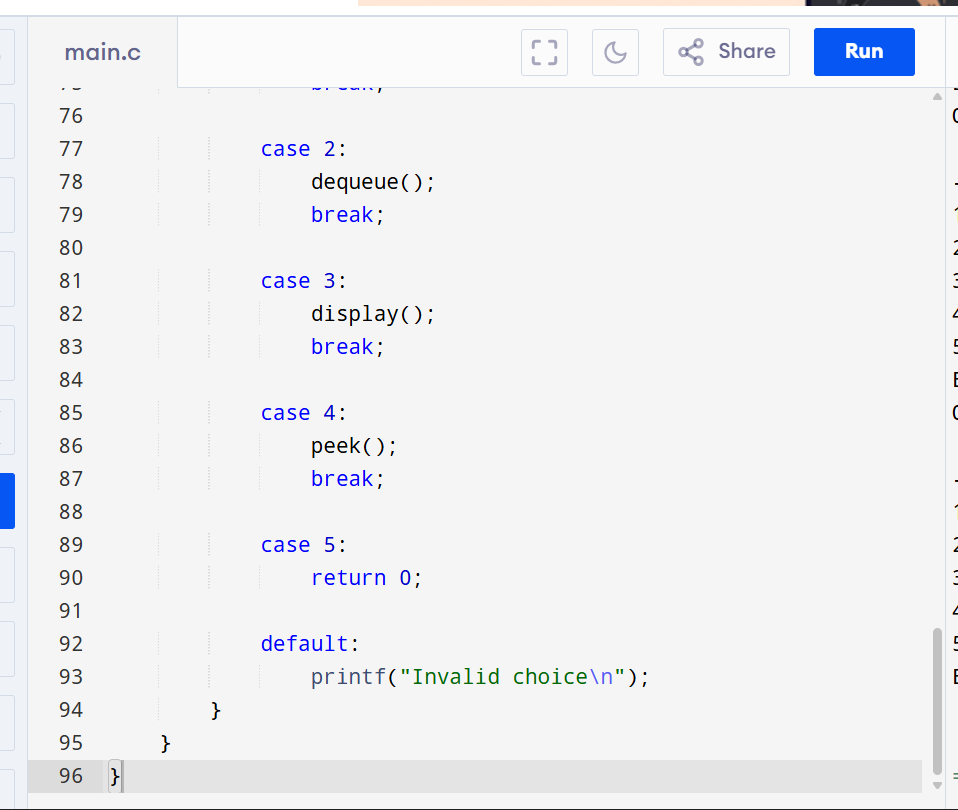 main.c
Share
Run
76
77 case 2:
78 dequeue();
79 break;
80
81 case 3:
82 display();
83 break;
84
85 case 4:
86 peek();
87 break;
88
89 case 5:
90 return 0;
91
92 default:
93 printf("Invalid choice\n");
94 }
95 }
96 }